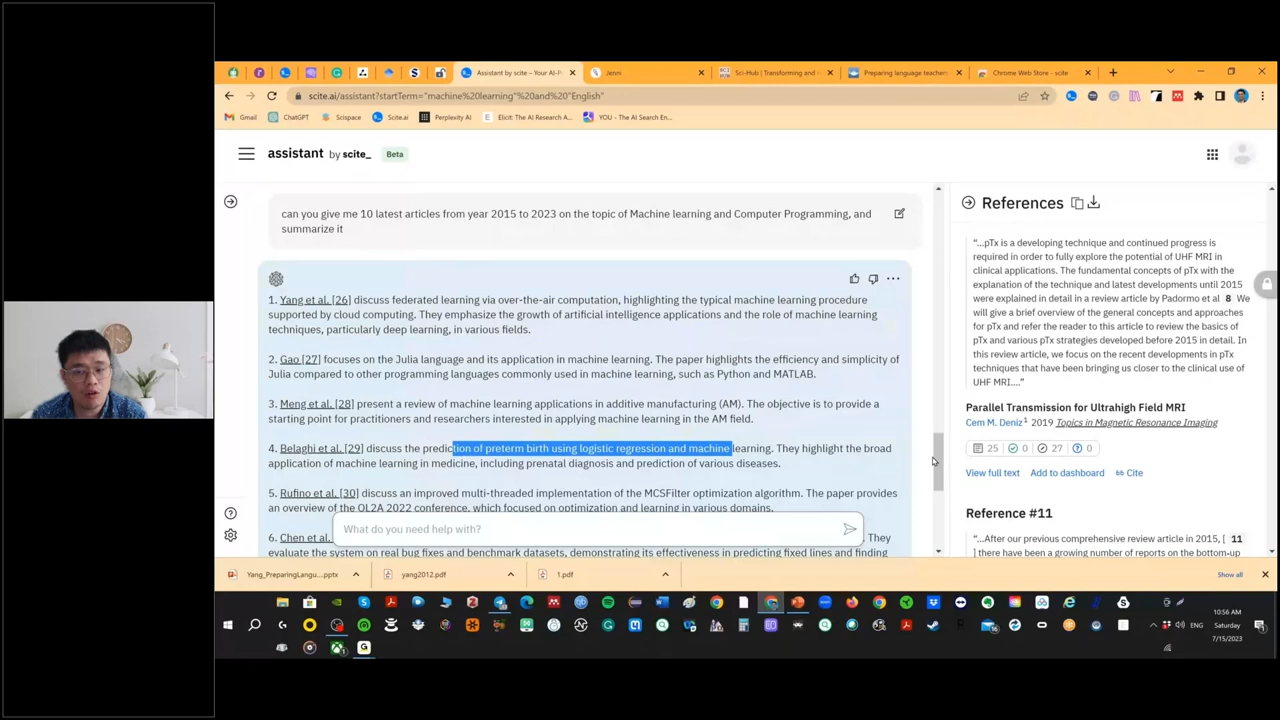 Assistant by scite – Your AI-P
Jenni
Sci-Hub | Transforming and
Preparing language teachers
Chrome Web Store - scite
scite.ai/assistant?startTerm="machine%20learning"%20and%20"English"
Gmail
ChatGPT
Scispace
Scite.ai
Perplexity AI
Elicit: The AI Research A...
YOU - The AI Search En...
assistant by scite_ Beta
can you give me 10 latest articles from year 2015 to 2023 on the topic of Machine learning and Computer Programming, and
summarize it
1. Yang et al. [26] discuss federated learning via over-the-air computation, highlighting the typical machine learning procedure
supported by cloud computing. They emphasize the growth of artificial intelligence applications and the role of machine learning
techniques, particularly deep learning, in various fields.
2. Gao [27] focuses on the Julia language and its application in machine learning. The paper highlights the efficiency and simplicity of
Julia compared to other programming languages commonly used in machine learning, such as Python and MATLAB.
3. Meng et al. [28] present a review of machine learning applications in additive manufacturing (AM). The objective is to provide a
starting point for practitioners and researchers interested in applying machine learning in the AM field.
4. Belaghi et al. [29] discuss the prediction of preterm birth using logistic regression and machine learning. They highlight the broad
application of machine learning in medicine, including prenatal diagnosis and prediction of various diseases.
5. Rufino et al. [30] discuss an improved multi-threaded implementation of the MCSFilter optimization algorithm. The paper provides
an overview of the OL2A 2022 conference, which focused on optimization and learning in various domains.
6. Chen et al. They
evaluate the system on real bug fixes and benchmark datasets, demonstrating its effectiveness in predicting fixed lines and finding
What do you need help with?
References
“...pTx is a developing technique and continued progress is
required in order to fully explore the potential of UHF MRI in
clinical applications. The fundamental concepts of pTx with the
explanation of the technique and latest developments until 2015
were explained in detail in a review article by Padormo et al 8 We
will give a brief overview of the general concepts and approaches
for pTx and refer the reader to this article to review the basics of
pTx and various pTx strategies developed before 2015 in detail. In
this review article, we focus on the recent developments in pTx
techniques that have been bringing us closer to the clinical use of
UHF MRI....”
Parallel Transmission for Ultrahigh Field MRI
Cem M. Deniz1 2019 Topics in Magnetic Resonance Imaging
25 0 27 0
View full text Add to dashboard Cite
Reference #11
“...After our previous comprehensive review article in 2015, [ 11
] there have been a growing number of reports on the bottom-up
Yang_PreparingLangu....pptx
yang2012.pdf
1.pdf
Show all
ENG
10:56 AM
Saturday
7/15/2023